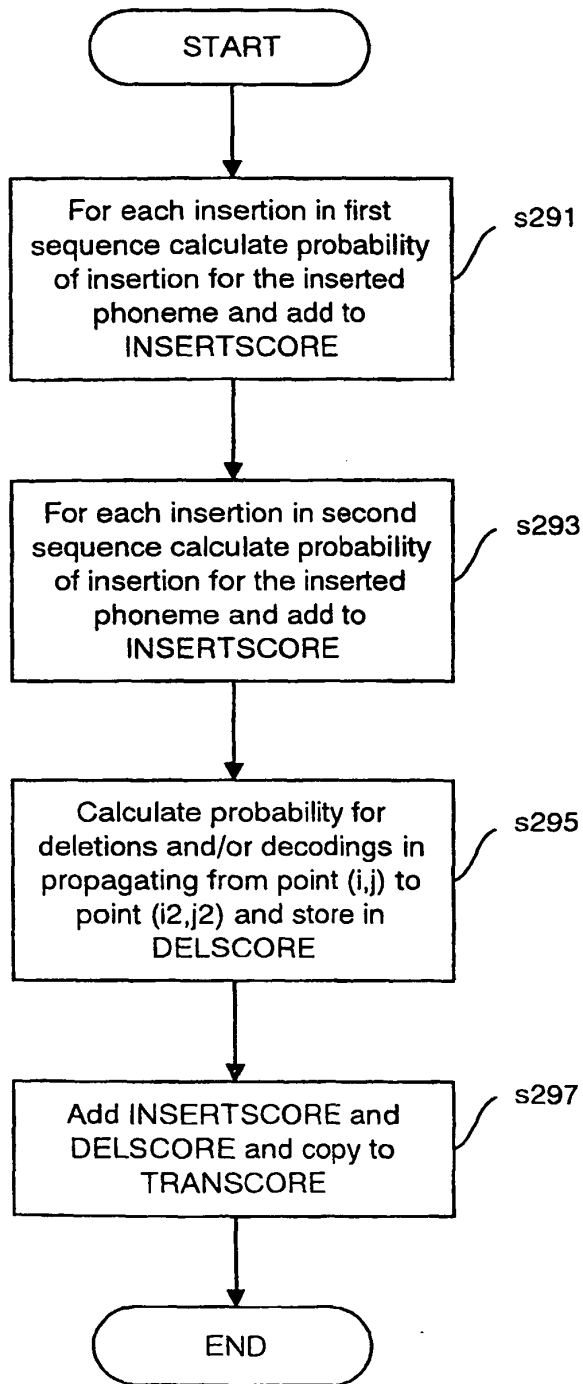 START
For each insertion in first
sequence calculate probability
of insertion for the inserted
phoneme and add to
INSERTSCORE
s291
For each insertion in second
sequence calculate probability
of insertion for the inserted
phoneme and add to
INSERTSCORE
s293
Calculate probability for
deletions and/or decodings in
propagating from point (i,j) to
point (i2,j2) and store in
DELSCORE
s295
Add INSERTSCORE and
DELSCORE and copy to
TRANSCORE
s297
END